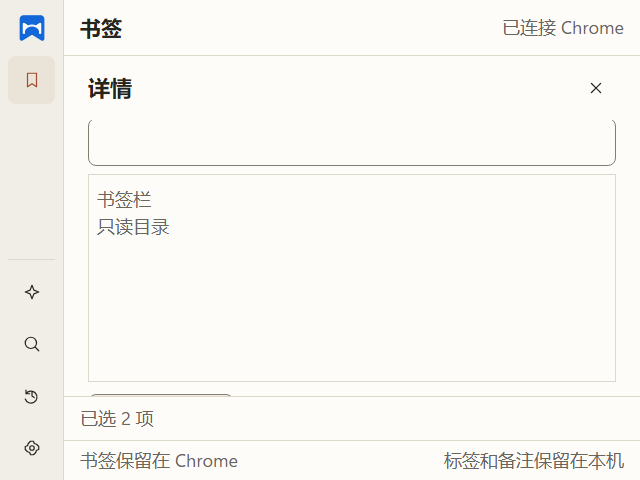 书签
已连接 Chrome
详情
书签栏
只读目录
已选 2 项
书签保留在 Chrome
标签和备注保留在本机